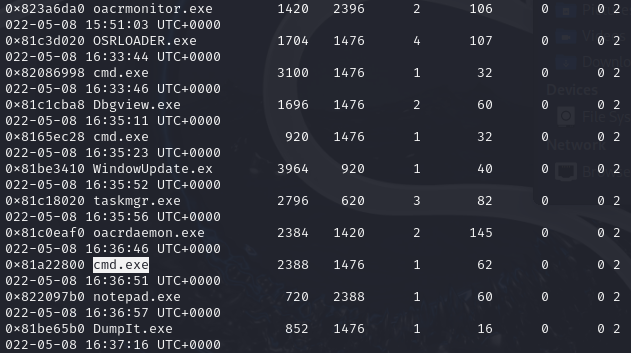 0×823a6da0 oacrmonitor.exe 1420 2396 2 106 0 0 2
022-05-08 15:51:03 UTC+0000
0×81c3d020 OSRLOADER.exe 1704 1476 4 107 0 0 2
022-05-08 16:33:44 UTC+0000
0×82086998 cmd.exe 3100 1476 1 32 0 0 2
022-05-08 16:33:46 UTC+0000
0×81c1cba8 Dbgview.exe 1696 1476 2 60 0 0 2
022-05-08 16:35:11 UTC+0000
0×8165ec28 cmd.exe 920 1476 1 32 0 0 2
022-05-08 16:35:23 UTC+0000
0×81be3410 WindowUpdate.ex 3964 920 1 40 0 0 2
022-05-08 16:35:52 UTC+0000
0×81c18020 taskmgr.exe 2796 620 3 82 0 0 2
022-05-08 16:35:56 UTC+0000
0×81c0eaf0 oacrdaemon.exe 2384 1420 2 145 0 0 2
022-05-08 16:36:46 UTC+0000
0×81a22800 cmd.exe 2388 1476 1 62 0 0 2
022-05-08 16:36:51 UTC+0000
0×822097b0 notepad.exe 720 2388 1 60 0 0 2
022-05-08 16:36:57 UTC+0000
0×81be65b0 DumpIt.exe 852 1476 1 16 0 0 2
022-05-08 16:37:16 UTC+0000
Devices
Network